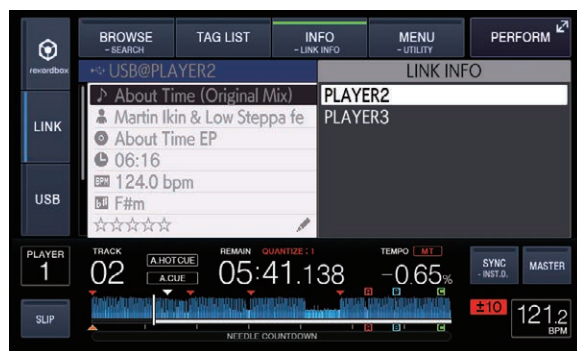 BROWSE
- SEARCH
TAG LIST
INFO
- LINK INFO
MENU
- UTILITY
PERFORM
rekordbox
LINK
USB
USB@PLAYER2
About Time (Original Mix)
Martin Ikin & Low Steppa fe
About Time EP
06:16
BPM 124.0 bpm
F#m
LINK INFO
PLAYER2
PLAYER3
PLAYER
1
TRACK
02
A.HOT CUE
A.CUE
REMAIN
QUANTIZE : 1
05:41.138
TEMPO
MT
-0.65%
SYNC
- INST.D.
MASTER
SLIP
A B C
A B C
NEEDLE COUNTDOWN
±10
121.2
BPM